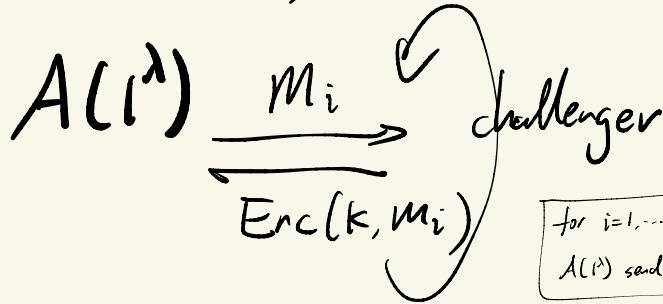 A(1^λ)
m_i
challenger
Enc(k, m_i)
for i=1,...
A(1^λ) send